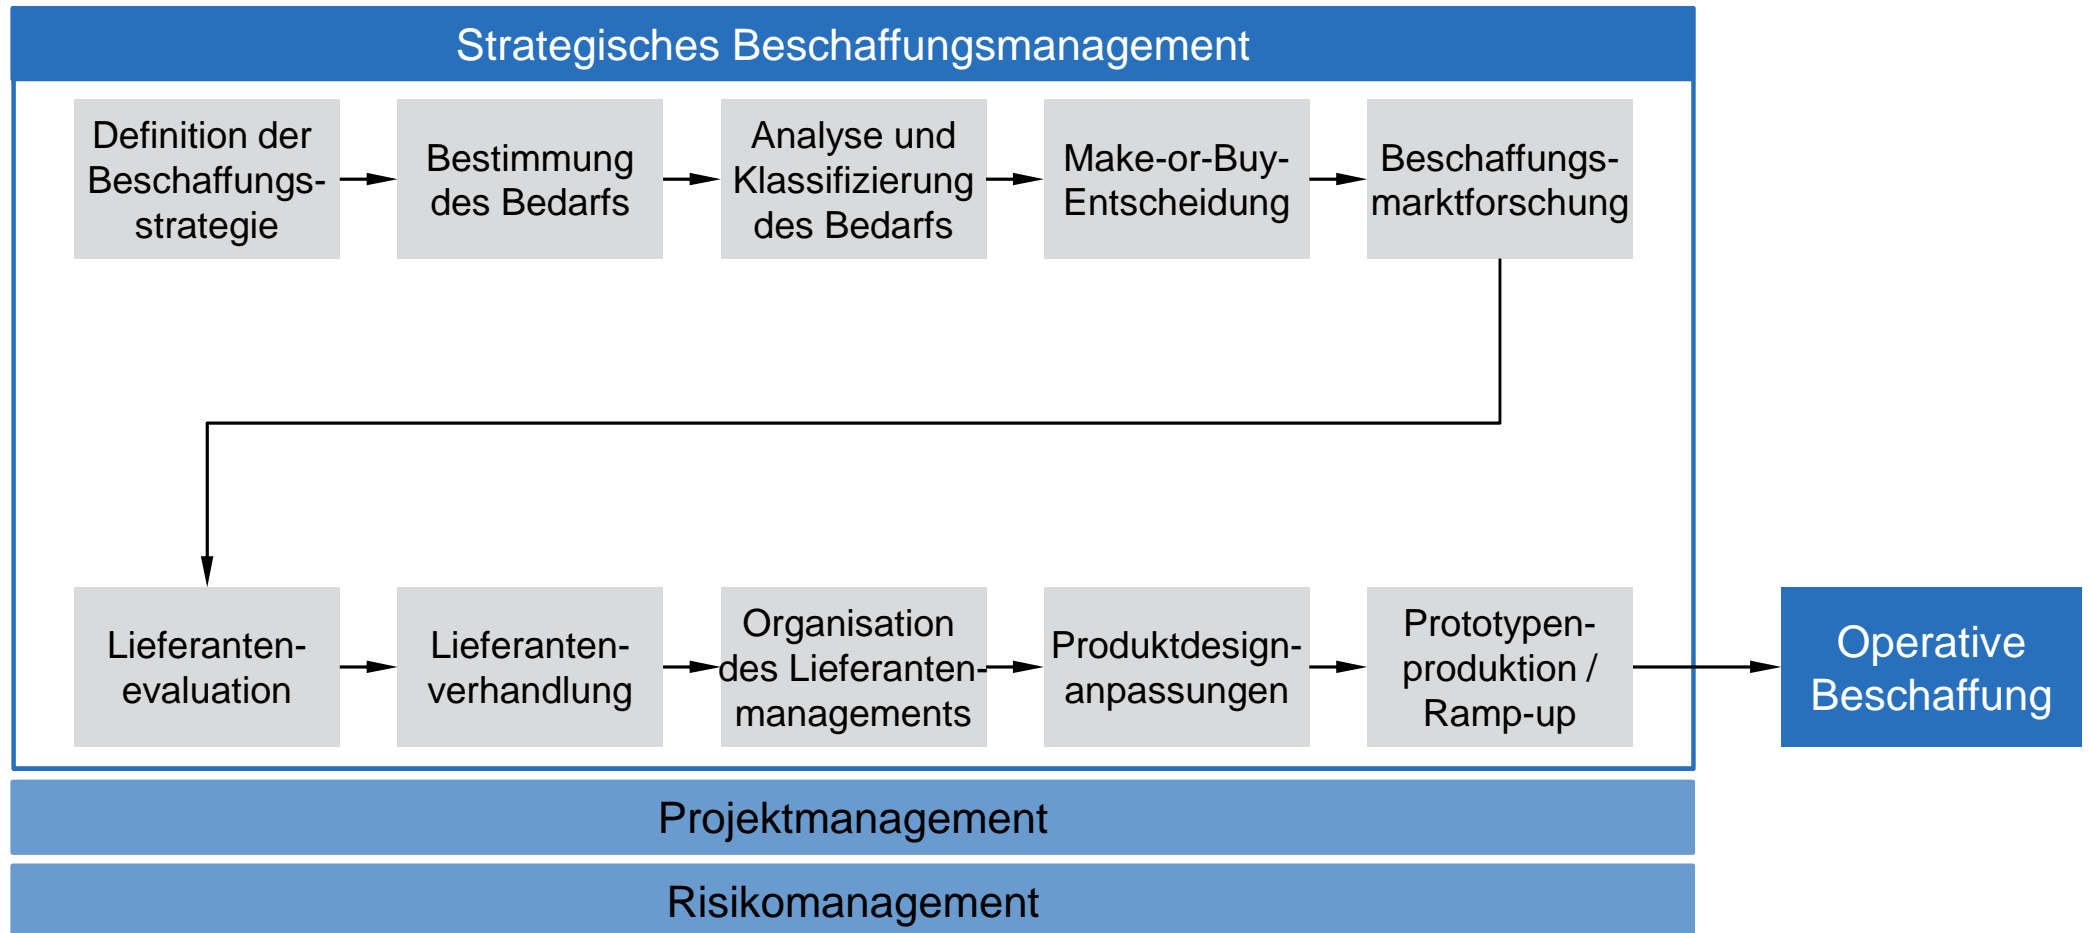 Strategisches Beschaffungsmanagement
Definition der
Beschaffungs-
strategie
Bestimmung
des Bedarfs
Analyse und
Klassifizierung
des Bedarfs
Make-or-Buy-
Entscheidung
Beschaffungs-
marktforschung
Lieferanten-
evaluation
Lieferanten-
verhandlung
Organisation
des Lieferanten-
managements
Produktdesign-
anpassungen
Prototypen-
produktion /
Ramp-up
Operative
Beschaffung
Projektmanagement
Risikomanagement